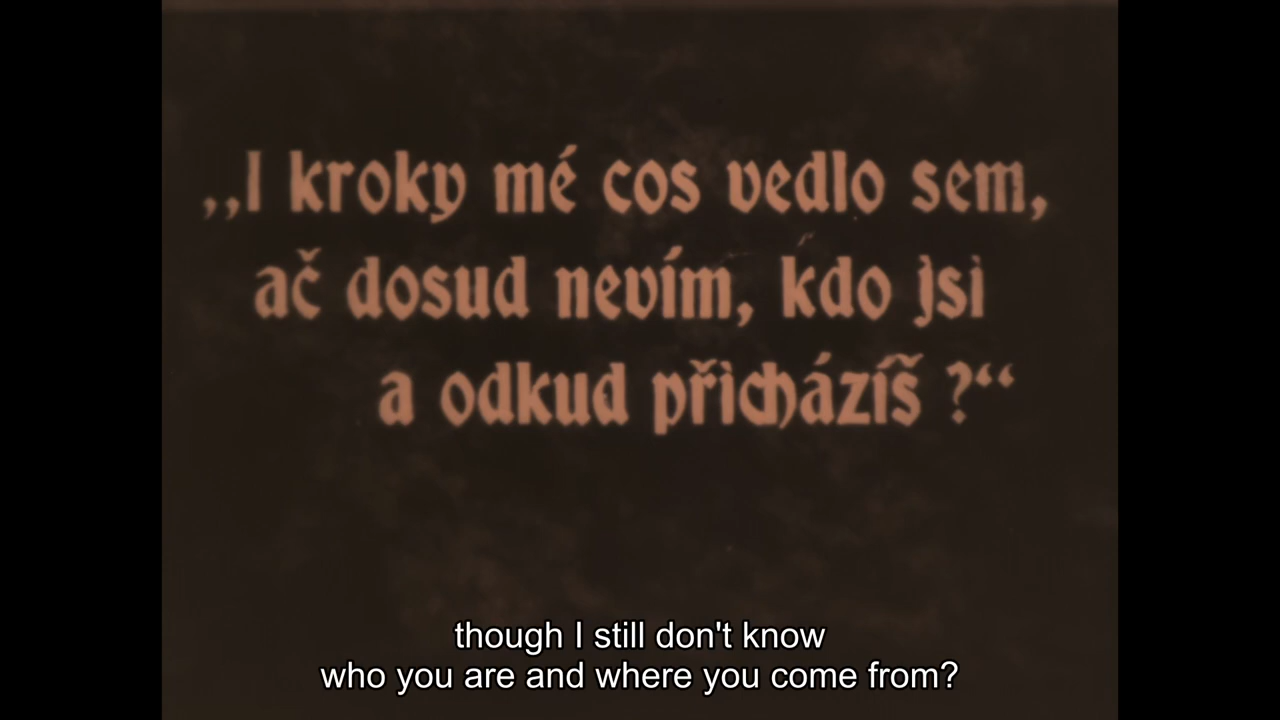 „I kroky mé cos vedlo sem,
ač dosud nevím, kdo jsi
a odkud přicházíš ?“
though I still don't know
who you are and where you come from?